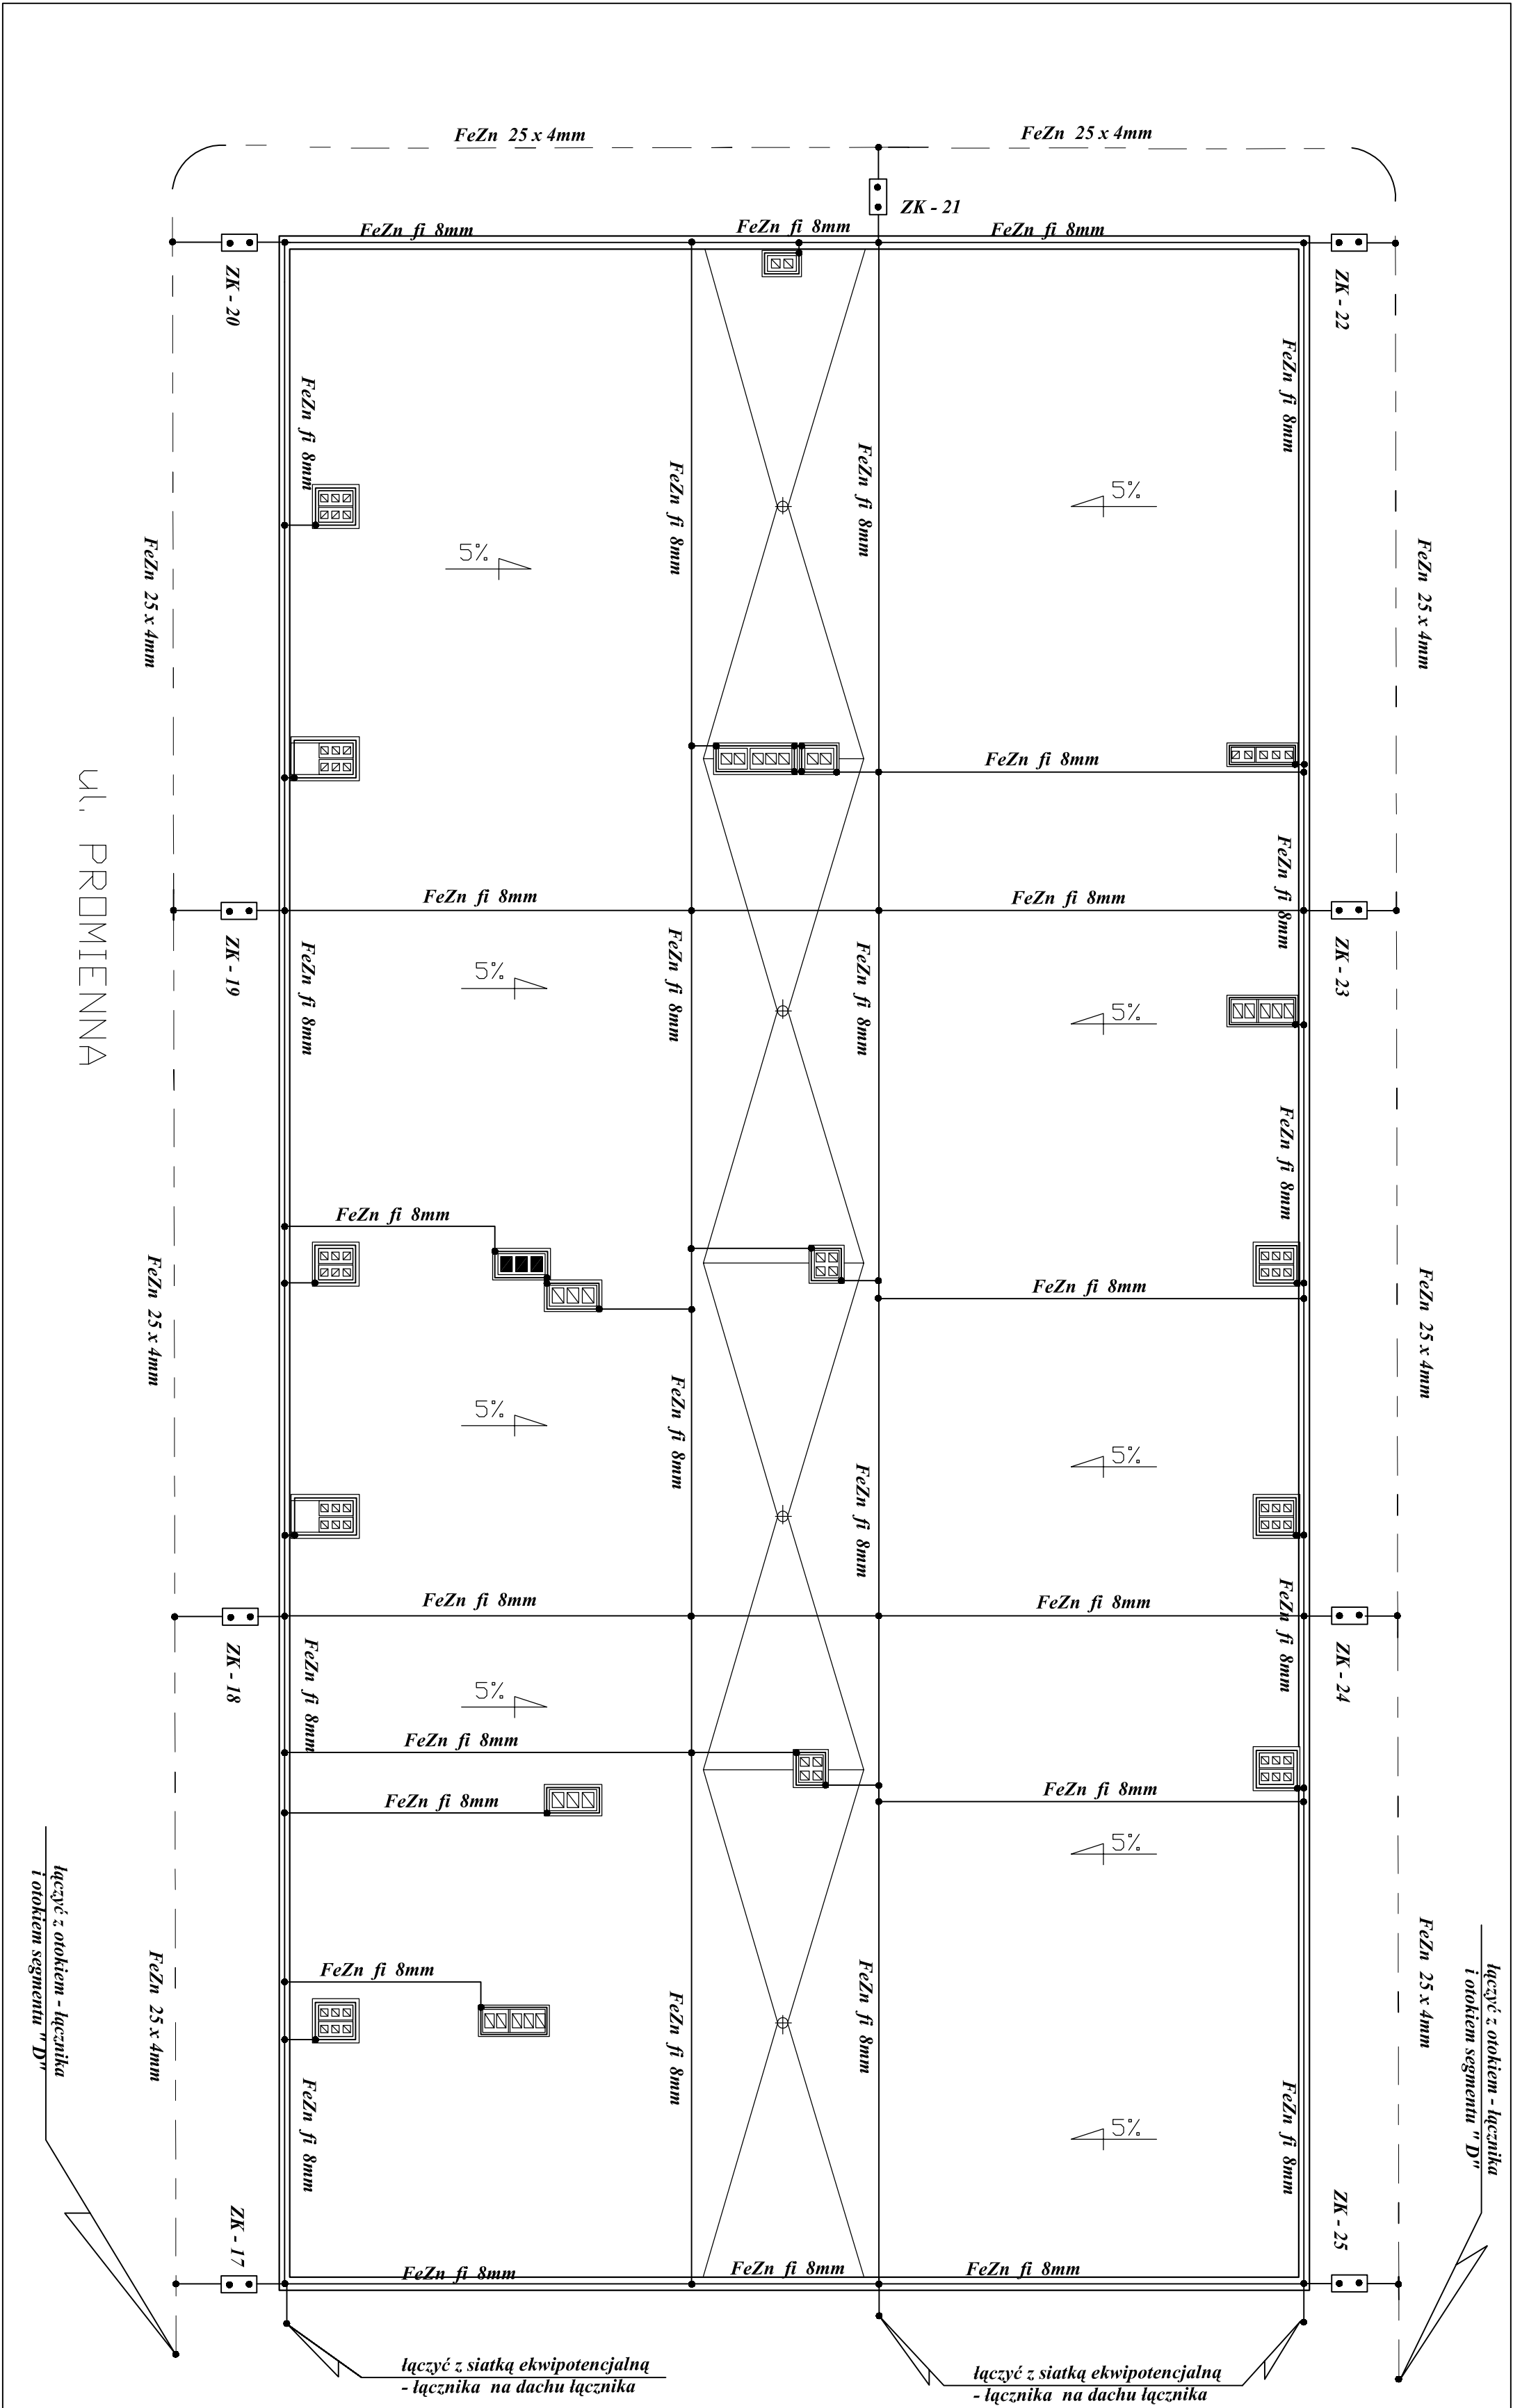 FeZn 25 x 4mm
FeZn 25 x 4mm
ZK - 21
FeZn fi 8mm
FeZn fi 8mm
FeZn fi 8mm
ZK - 20
ZK - 22
FeZn fi 8mm
FeZn fi 8mm
FeZn fi 8mm
FeZn fi 8mm
5%
5%
FeZn 25 x 4mm
FeZn 25 x 4mm
FeZn fi 8mm
ul. PROMIENNA
FeZn fi 8mm
FeZn fi 8mm
FeZn fi 8mm
ZK - 19
ZK - 23
FeZn fi 8mm
FeZn fi 8mm
FeZn fi 8mm
5%
5%
FeZn fi 8mm
FeZn fi 8mm
FeZn 25 x 4mm
FeZn 25 x 4mm
FeZn fi 8mm
FeZn fi 8mm
5%
5%
FeZn fi 8mm
FeZn fi 8mm
FeZn fi 8mm
FeZn fi 8mm
ZK - 18
ZK - 24
FeZn fi 8mm
5%
FeZn fi 8mm
FeZn fi 8mm
FeZn fi 8mm
5%
łączyć z otokiem - łącznika
i otokiem segmentu "D"
FeZn 25 x 4mm
FeZn 25 x 4mm
łączyć z otokiem - łącznika
i otokiem segmentu " D"
FeZn fi 8mm
FeZn fi 8mm
FeZn fi 8mm
FeZn fi 8mm
FeZn fi 8mm
5%
ZK - 17
ZK - 25
FeZn fi 8mm
FeZn fi 8mm
FeZn fi 8mm
łączyć z siatką ekwipotencjalną
- łącznika na dachu łącznika
łączyć z siatką ekwipotencjalną
- łącznika na dachu łącznika